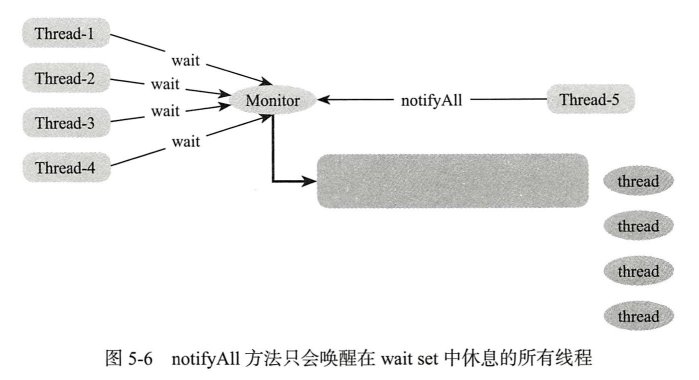 Thread-1
wait
Thread-2
wait
Monitor
notifyAll
Thread-5
Thread-3
wait
wait
Thread-4
thread
thread
thread
thread
图 5-6 notifyAll 方法只会唤醒在 wait set 中休息的所有线程